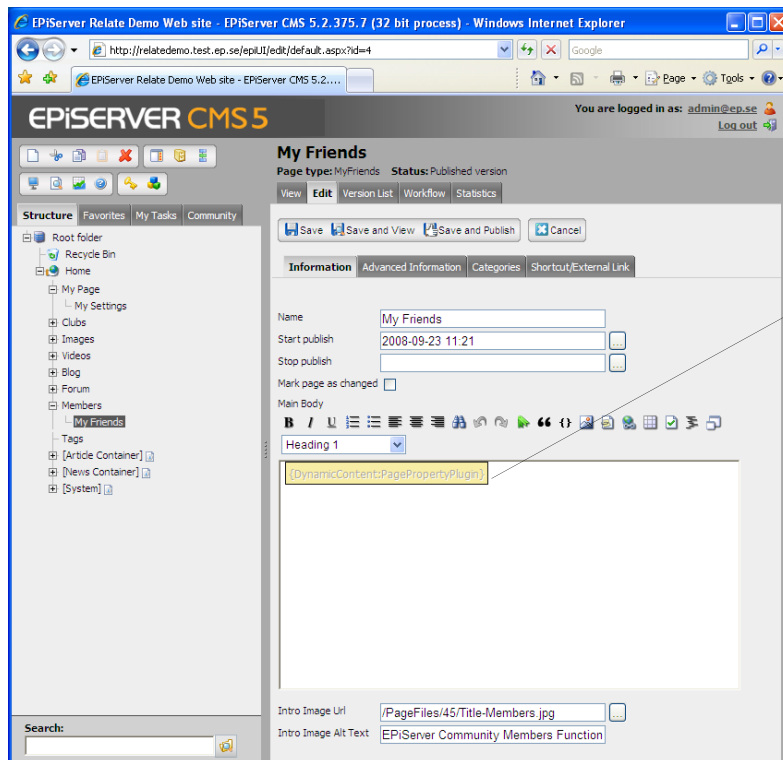 EPiServer Relate Demo Web site - EPiServer CMS 5.2.375.7 (32 bit process) - Windows Internet Explorer
http://relatedemo.test.ep.se/epiUI/edit/default.aspx?id=4
Google
EPiServer Relate Demo Web site - EPiServer CMS 5.2....
Page
Tools
EPiSERVER CMS 5
You are logged in as: admin@ep.se
Log out
My Friends
Page type: MyFriends Status: Published version
View Edit Version List Workflow Statistics
Structure Favorites My Tasks Community
Save Save and View Save and Publish Cancel
Root folder
Recycle Bin
Home
My Page
My Settings
Clubs
Images
Videos
Blog
Forum
Members
My Friends
Tags
[Article Container]
[News Container]
[System]
Information Advanced Information Categories Shortcut/External Link
Name My Friends
Start publish 2008-09-23 11:21 ...
Stop publish ...
Mark page as changed
Main Body
B I U
Heading 1
{DynamicContent:PagePropertyPlugin}
Intro Image Url /PageFiles/45/Title-Members.jpg ...
Intro Image Alt Text EPiServer Community Members Function
Search: